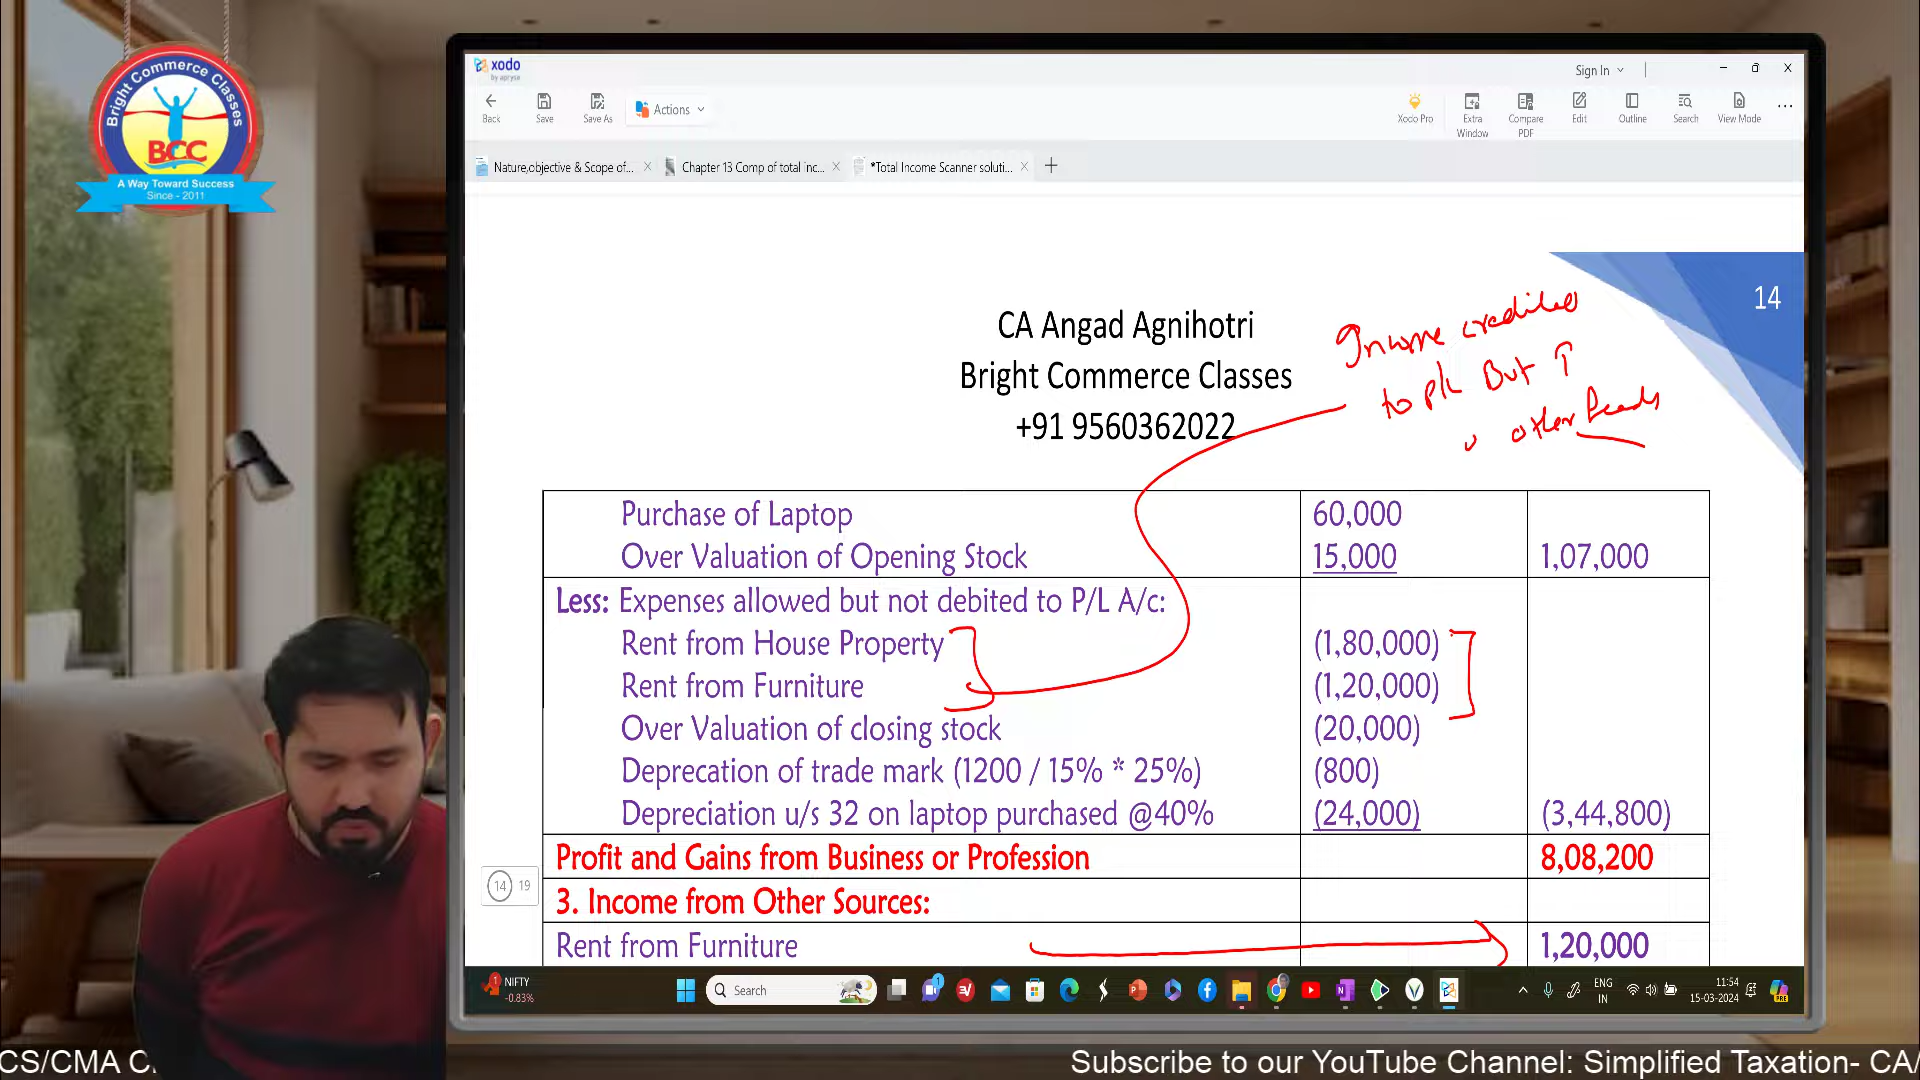 Bright Commerce Classes
BCC
A Way Toward Success
Since - 2011
xodo
by apryse
Sign In
Back
Save
Save As
Actions
Xodo Pro
Extra Window
Compare PDF
Edit
Outline
Search
View Mode
Nature,objective & Scope of...
Chapter 13 Comp of total inc...
*Total Income Scanner soluti...
14
CA Angad Agnihotri
Bright Commerce Classes
+91 9560362022
Income credited
to P/L But T
other heads
Purchase of Laptop 60,000
Over Valuation of Opening Stock 15,000 1,07,000
Less: Expenses allowed but not debited to P/L A/c:
Rent from House Property (1,80,000)
Rent from Furniture (1,20,000)
Over Valuation of closing stock (20,000)
Deprecation of trade mark (1200 / 15% * 25%) (800)
Depreciation u/s 32 on laptop purchased @40% (24,000) (3,44,800)
Profit and Gains from Business or Profession 8,08,200
3. Income from Other Sources:
Rent from Furniture 1,20,000
14 19
NIFTY
-0.83%
Search
ENG
IN
11:54
15-03-2024
CS/CMA C
Subscribe to our YouTube Channel: Simplified Taxation- CA/